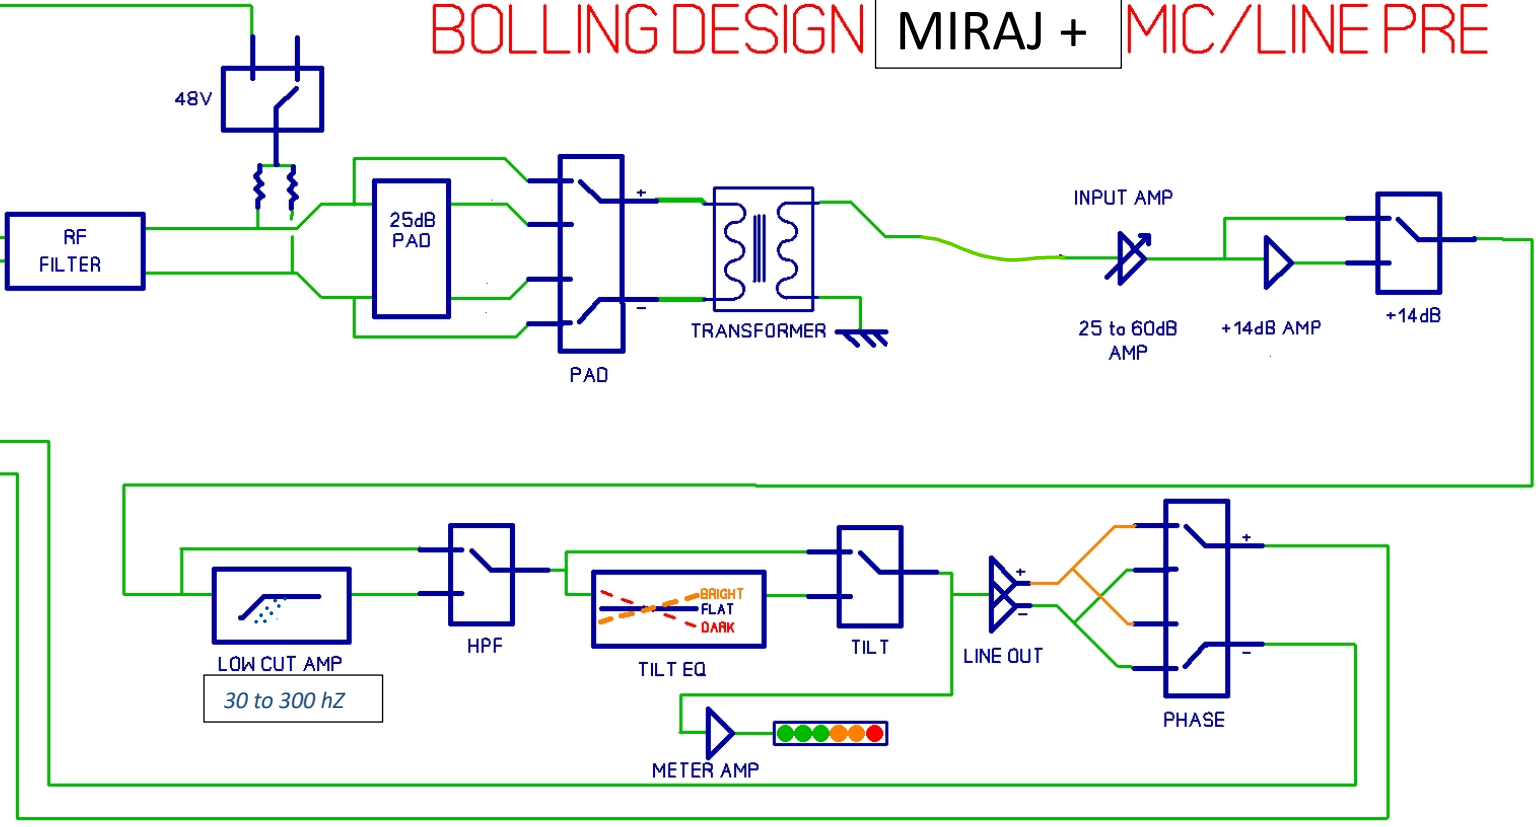 BOLLING DESIGN MIRAJ + MIC/LINE PRE
48V
RF
FILTER
25dB
PAD
+
−
PAD
TRANSFORMER
INPUT AMP
25 to 60dB
AMP
+14dB AMP
+14dB
LOW CUT AMP
30 to 300 hZ
HPF
BRIGHT
FLAT
DARK
TILT EQ
TILT
+
−
LINE OUT
+
−
PHASE
METER AMP